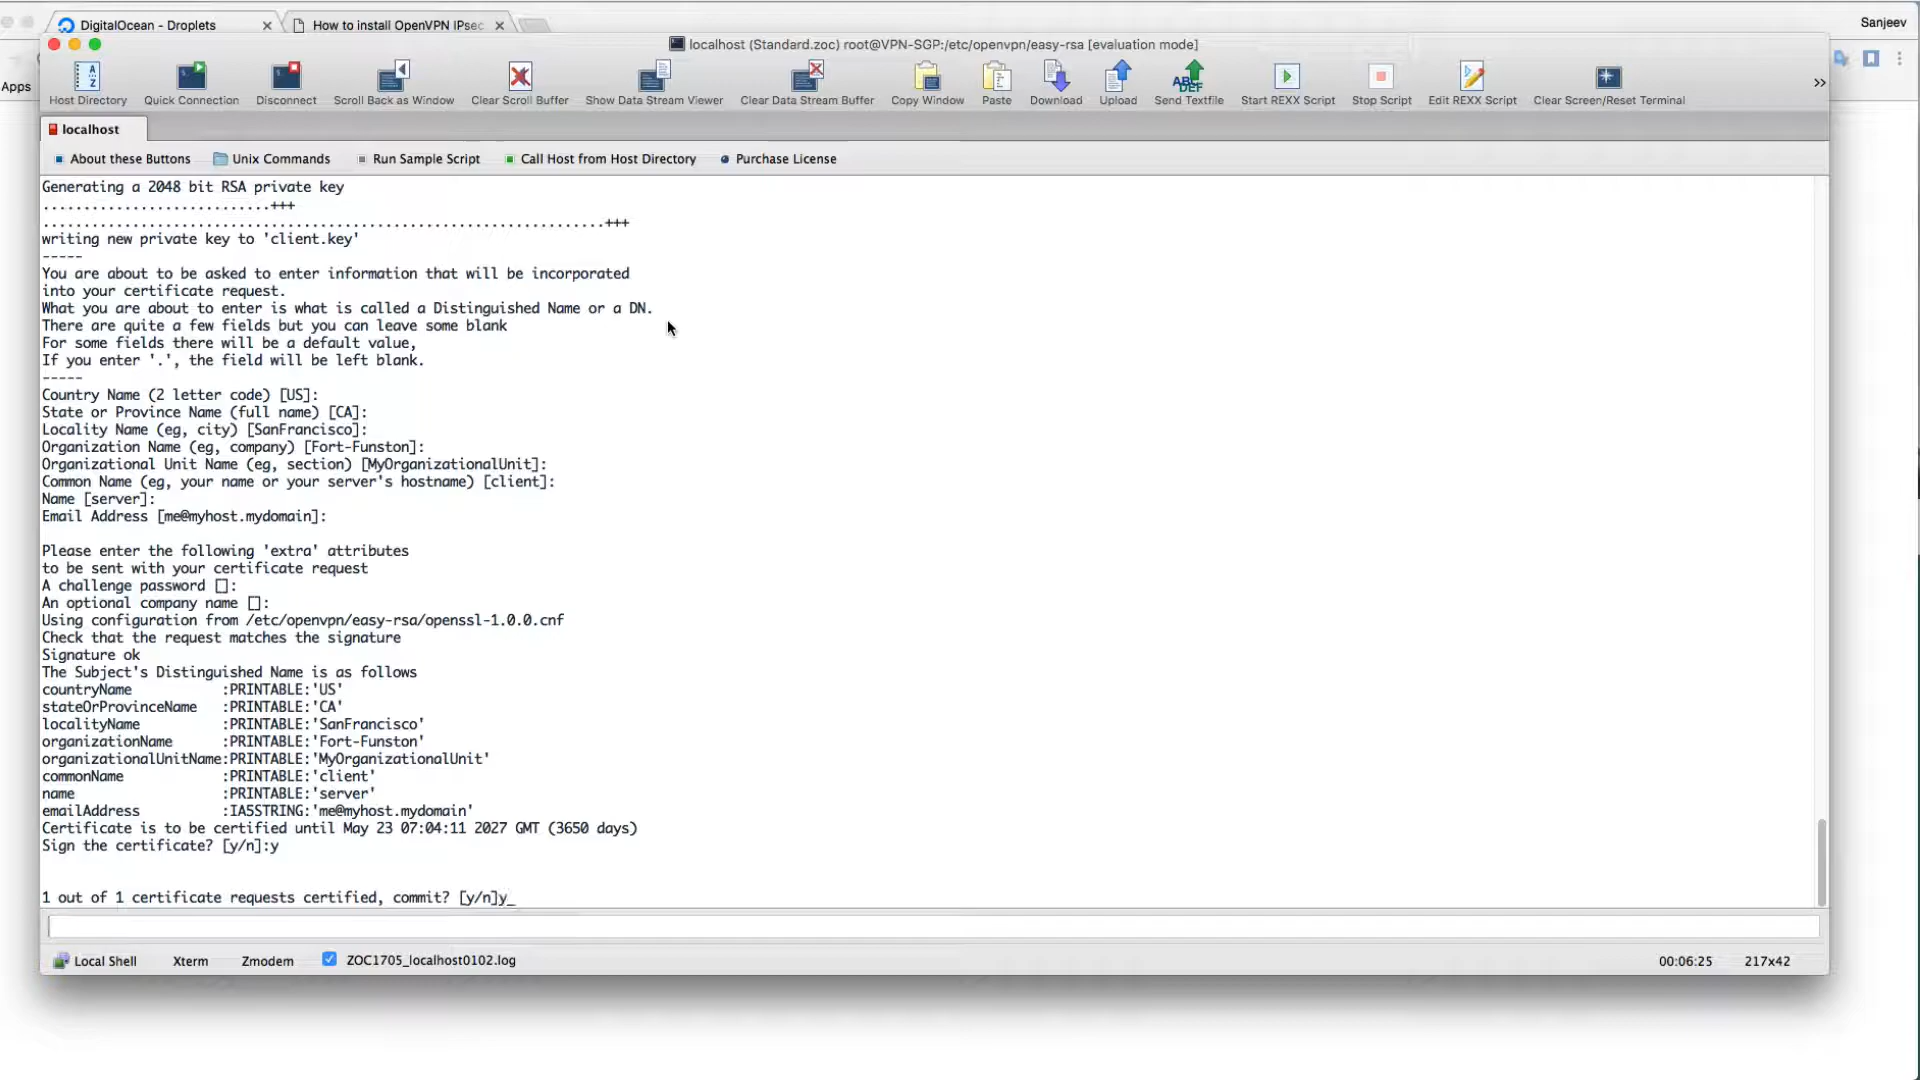 DigitalOcean - Droplets
How to install OpenVPN IPsec
Sanjeev
localhost (Standard.zoc) root@VPN-SGP:/etc/openvpn/easy-rsa [evaluation mode]
Apps
Host Directory Quick Connection Disconnect Scroll Back as Window Clear Scroll Buffer Show Data Stream Viewer Clear Data Stream Buffer Copy Window Paste Download Upload Send Textfile Start REXX Script Stop Script Edit REXX Script Clear Screen/Reset Terminal
localhost
About these Buttons Unix Commands Run Sample Script Call Host from Host Directory Purchase License
Generating a 2048 bit RSA private key
............................+++
.....................................................................+++
writing new private key to 'client.key'
-----
You are about to be asked to enter information that will be incorporated
into your certificate request.
What you are about to enter is what is called a Distinguished Name or a DN.
There are quite a few fields but you can leave some blank
For some fields there will be a default value,
If you enter '.', the field will be left blank.
-----
Country Name (2 letter code) [US]:
State or Province Name (full name) [CA]:
Locality Name (eg, city) [SanFrancisco]:
Organization Name (eg, company) [Fort-Funston]:
Organizational Unit Name (eg, section) [MyOrganizationalUnit]:
Common Name (eg, your name or your server's hostname) [client]:
Name [server]:
Email Address [me@myhost.mydomain]:
Please enter the following 'extra' attributes
to be sent with your certificate request
A challenge password []:
An optional company name []:
Using configuration from /etc/openvpn/easy-rsa/openssl-1.0.0.cnf
Check that the request matches the signature
Signature ok
The Subject's Distinguished Name is as follows
countryName           :PRINTABLE:'US'
stateOrProvinceName   :PRINTABLE:'CA'
localityName          :PRINTABLE:'SanFrancisco'
organizationName      :PRINTABLE:'Fort-Funston'
organizationalUnitName:PRINTABLE:'MyOrganizationalUnit'
commonName            :PRINTABLE:'client'
name                  :PRINTABLE:'server'
emailAddress          :IA5STRING:'me@myhost.mydomain'
Certificate is to be certified until May 23 07:04:11 2027 GMT (3650 days)
Sign the certificate? [y/n]:y
1 out of 1 certificate requests certified, commit? [y/n]y_
Local Shell Xterm Zmodem ZOC1705_localhost0102.log 00:06:25 217x42